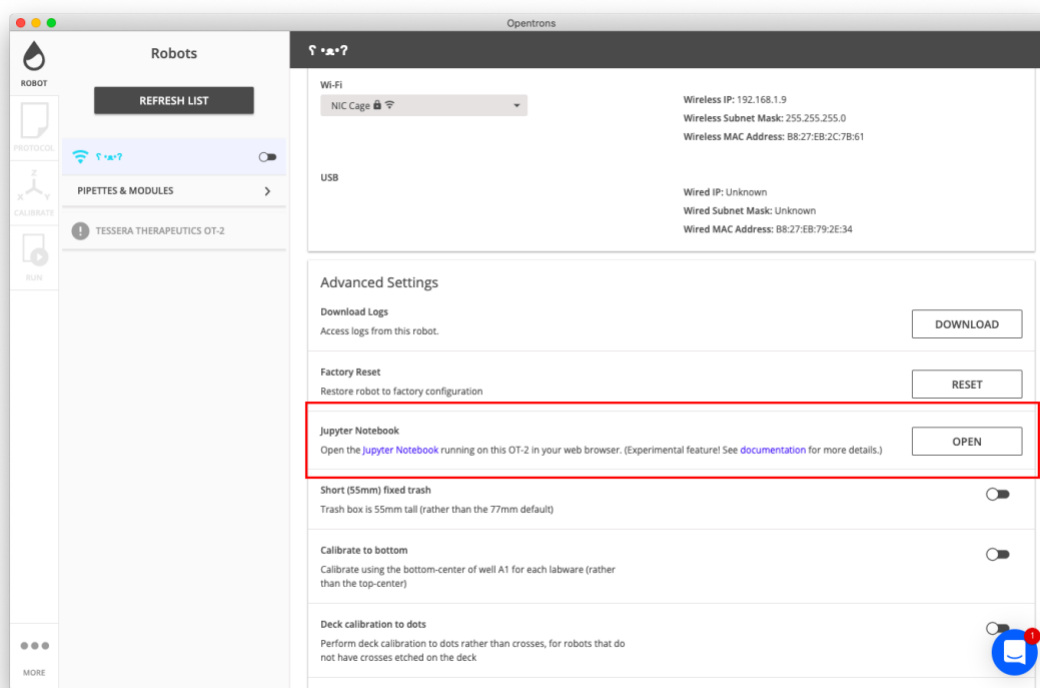 Opentrons
ROBOT
PROTOCOL
Z
X Y
CALIBRATE
RUN
MORE
Robots
REFRESH LIST
ʕ •ᴥ•ʔ
PIPETTES & MODULES
TESSERA THERAPEUTICS OT-2
ʕ •ᴥ•ʔ
Wi-Fi
NIC Cage
Wireless IP: 192.168.1.9
Wireless Subnet Mask: 255.255.255.0
Wireless MAC Address: B8:27:EB:2C:7B:61
USB
Wired IP: Unknown
Wired Subnet Mask: Unknown
Wired MAC Address: B8:27:EB:79:2E:34
Advanced Settings
Download Logs
Access logs from this robot.
DOWNLOAD
Factory Reset
Restore robot to factory configuration
RESET
Jupyter Notebook
Open the Jupyter Notebook running on this OT-2 in your web browser. (Experimental feature! See documentation for more details.)
OPEN
Short (55mm) fixed trash
Trash box is 55mm tall (rather than the 77mm default)
Calibrate to bottom
Calibrate using the bottom-center of well A1 for each labware (rather
than the top-center)
Deck calibration to dots
Perform deck calibration to dots rather than crosses, for robots that do
not have crosses etched on the deck
1